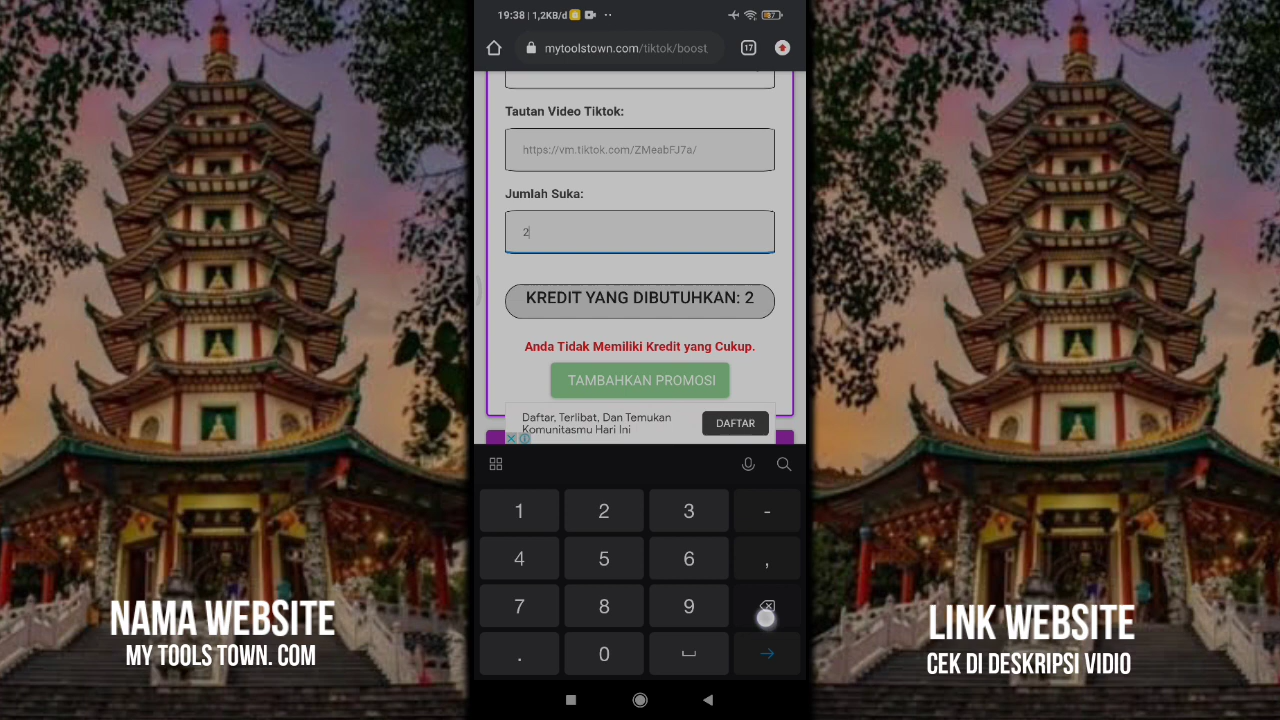 19:38 | 1,2KB/d
mytoolstown.com/tiktok/boost
17
Tautan Video Tiktok:
https://vm.tiktok.com/ZMeabFJ7a/
Jumlah Suka:
2
KREDIT YANG DIBUTUHKAN: 2
Anda Tidak Memiliki Kredit yang Cukup.
TAMBAHKAN PROMOSI
Daftar, Terlibat, Dan Temukan
Komunitasmu Hari Ini
DAFTAR
1 2 3 -
4 5 6 ,
7 8 9
. 0
NAMA WEBSITE
MY TOOLS TOWN. COM
LINK WEBSITE
CEK DI DESKRIPSI VIDIO